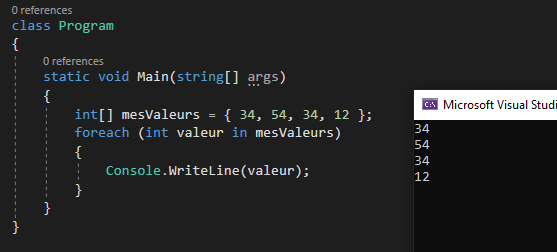 0 references
class Program
{
0 references
static void Main(string[] args)
{
int[] mesValeurs = { 34, 54, 34, 12 };
foreach (int valeur in mesValeurs)
{
Console.WriteLine(valeur);
}
}
}
C:\
Microsoft Visual Studi
34
54
34
12